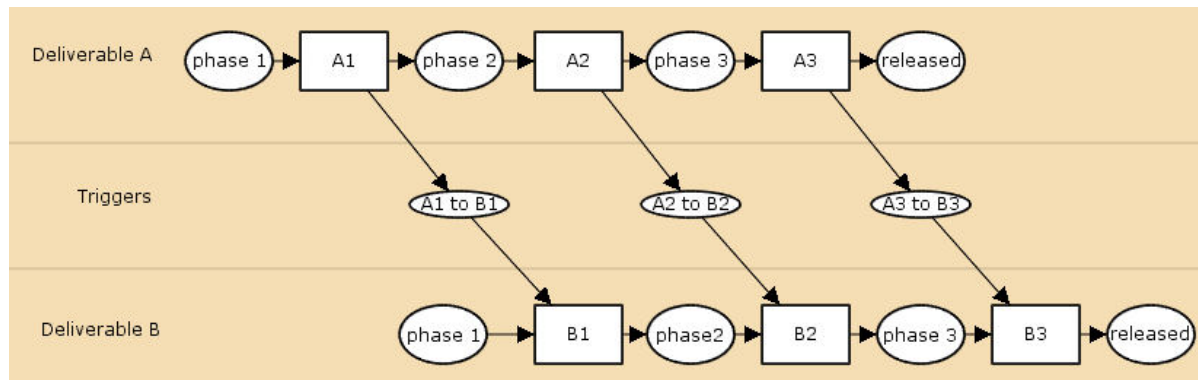 Deliverable A
phase 1
A1
phase 2
A2
phase 3
A3
released
Triggers
A1 to B1
A2 to B2
A3 to B3
Deliverable B
phase 1
B1
phase2
B2
phase 3
B3
released